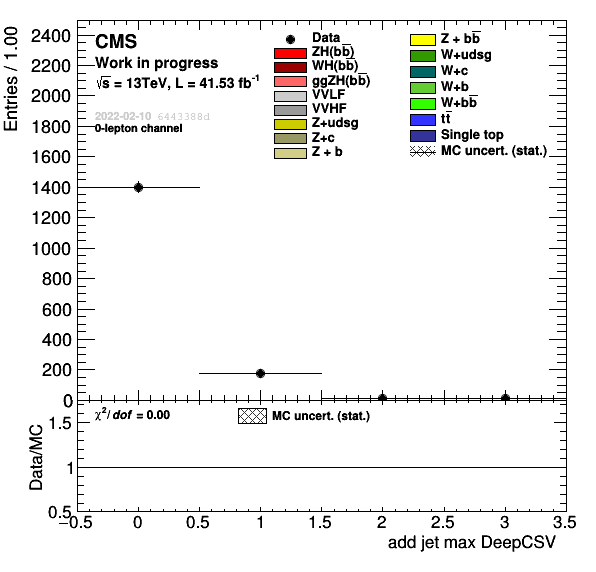 CMS
Work in progress
√s = 13TeV, L = 41.53 fb⁻¹
2022-02-10 6443388d
0-lepton channel
Data
ZH(bb̅)
WH(bb̅)
ggZH(bb̅)
VVLF
VVHF
Z+udsg
Z+c
Z + b
Z + bb̅
W+udsg
W+c
W+b
W+bb̅
tt̅
Single top
MC uncert. (stat.)
Entries / 1.00
2400
2200
2000
1800
1600
1400
1200
1000
800
600
400
200
0
χ²/dof = 0.00
MC uncert. (stat.)
Data/MC
1.5
1
0.5
−0.5 0 0.5 1 1.5 2 2.5 3 3.5
add jet max DeepCSV